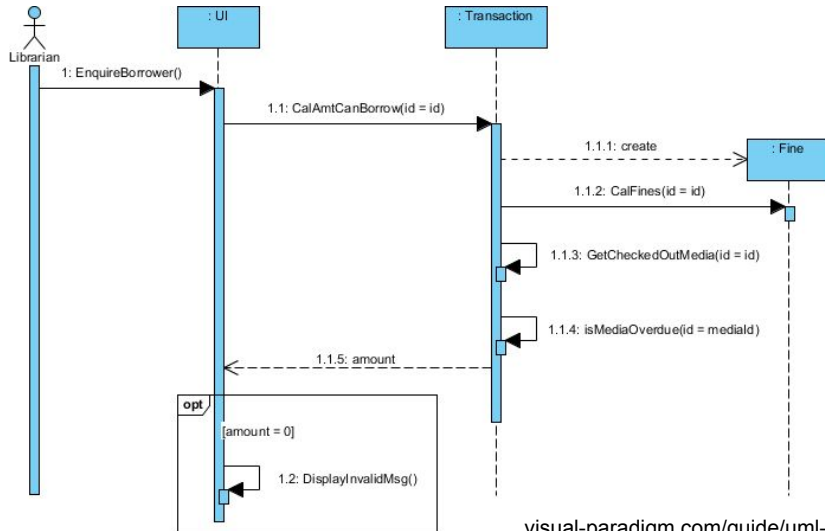 : UI
: Transaction
Librarian
1: EnquireBorrower()
1.1: CalAmtCanBorrow(id = id)
1.1.1: create
: Fine
1.1.2: CalFines(id = id)
1.1.3: GetCheckedOutMedia(id = id)
1.1.4: isMediaOverdue(id = mediaId)
1.1.5: amount
opt
[amount = 0]
1.2: DisplayInvalidMsg()
visual-paradigm.com/guide/uml-